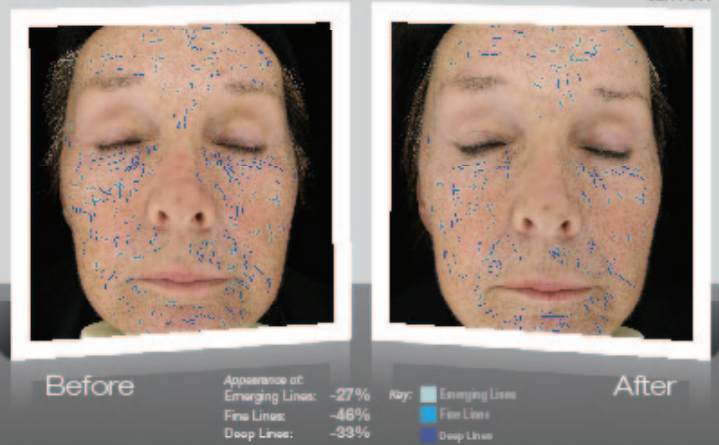 Before
After
Appearance of:
Emerging Lines: -27%
Fine Lines: -46%
Deep Lines: -33%
Key:
Emerging Lines
Fine Lines
Deep Lines